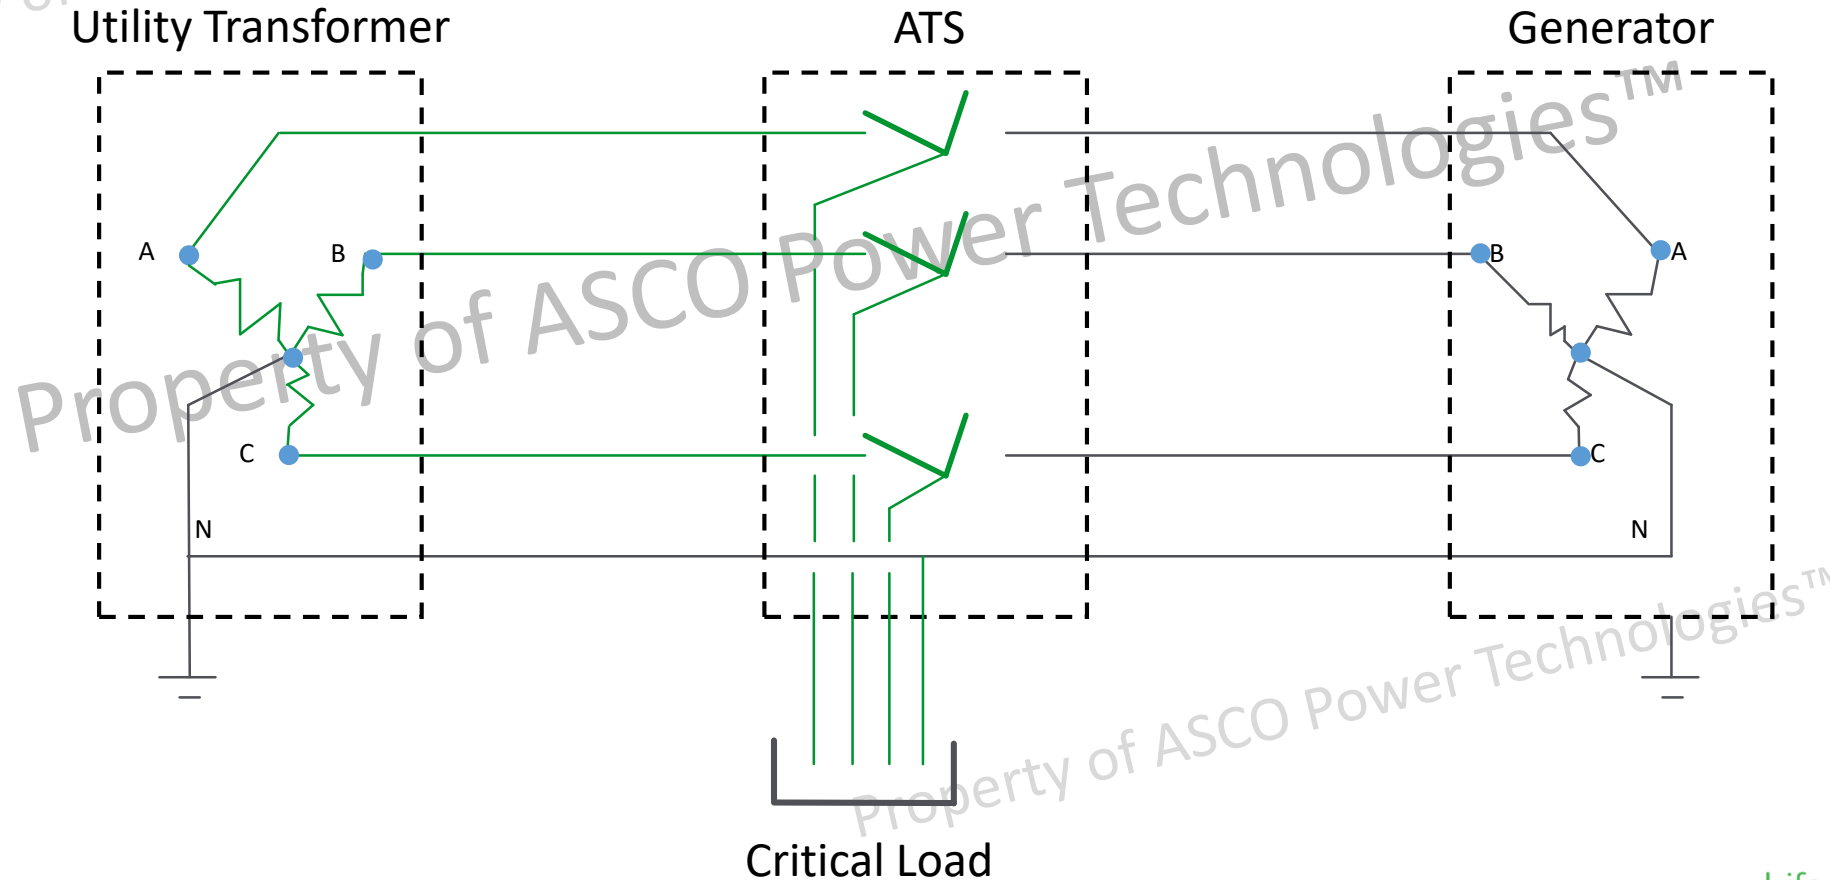 Utility Transformer
ATS
Generator
A
B
B
A
C
C
N
N
Critical Load
Property of ASCO Power Technologies™
Property of ASCO Power Technologies™